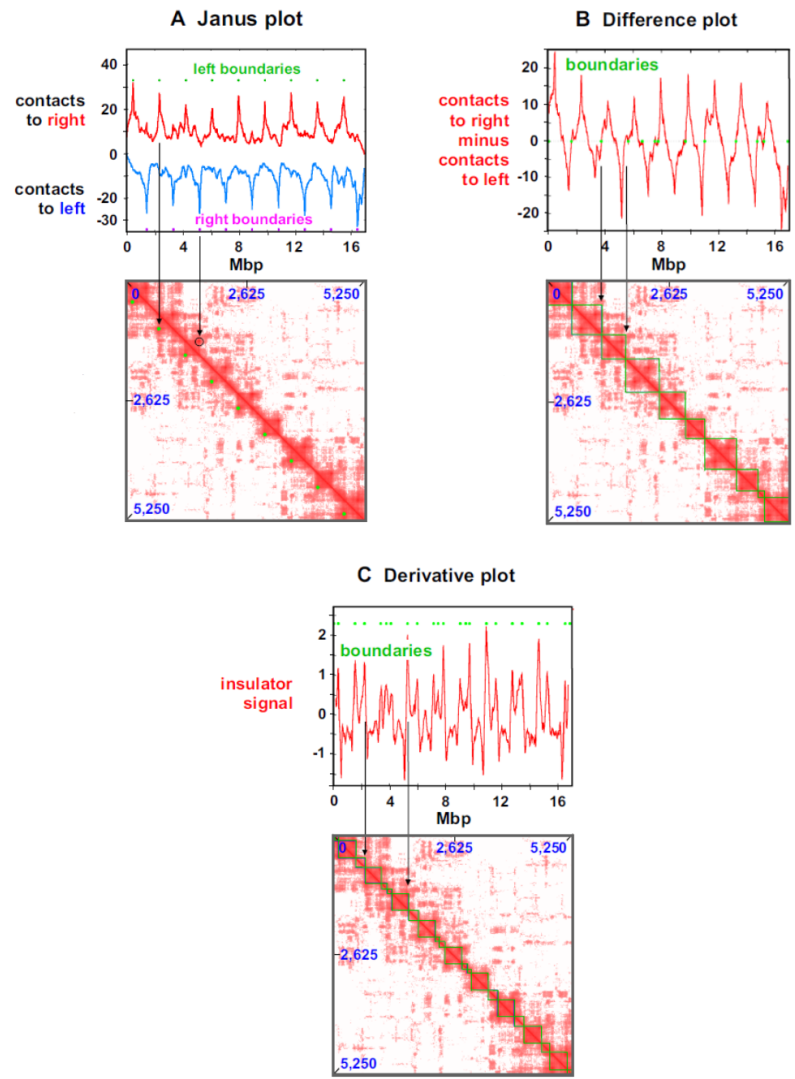 A Janus plot
40
20
0
-20
-30
left boundaries
contacts
to right
contacts
to left
right boundaries
0 4 8 12 16
Mbp
0 2,625 5,250
2,625
5,250
B Difference plot
20
10
0
-10
-20
boundaries
contacts
to right
minus
contacts
to left
0 4 8 12 16
Mbp
0 2,625 5,250
2,625
5,250
C Derivative plot
2
1
0
-1
boundaries
insulator
signal
0 4 8 12 16
Mbp
0 2,625 5,250
2,625
5,250